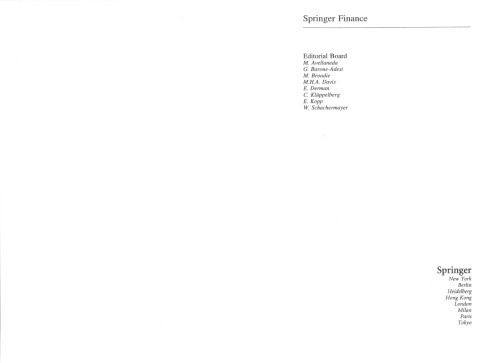 Springer Finance
Editorial Board
M. Avellaneda
G. Barone-Adesi
M. Broadie
M.H.A. Davis
E. Derman
C. Klüppelberg
E. Kopp
W. Schachermayer
Springer
New York
Berlin
Heidelberg
Hong Kong
London
Milan
Paris
Tokyo